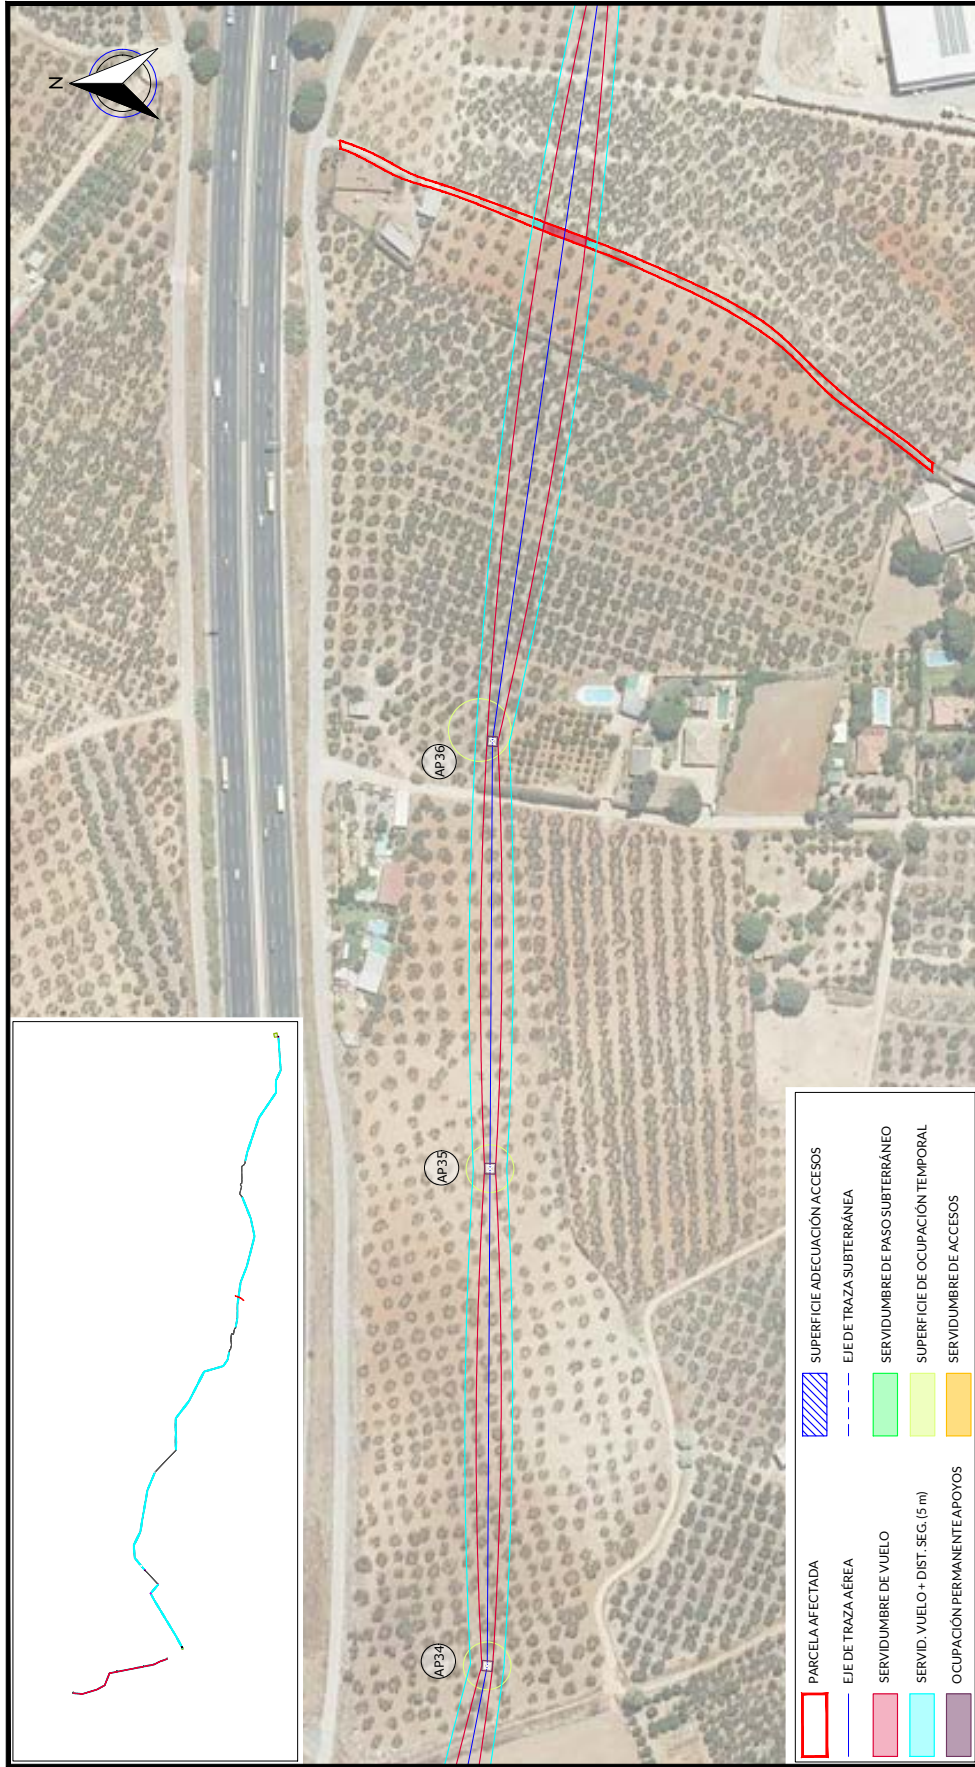 N
AP36
AP35
AP34
PARCELA AFECTADA
EJE DE TRAZA AÉREA
SERVIDUMBRE DE VUELO
SERVID. VUELO + DIST. SEG. (5 m)
OCUPACIÓN PERMANENTE APOYOS
SUPERFICIE ADECUACIÓN ACCESOS
EJE DE TRAZA SUBTERRÁNEA
SERVIDUMBRE DE PASO SUBTERRÁNEO
SUPERFICIE DE OCUPACIÓN TEMPORAL
SERVIDUMBRE DE ACCESOS